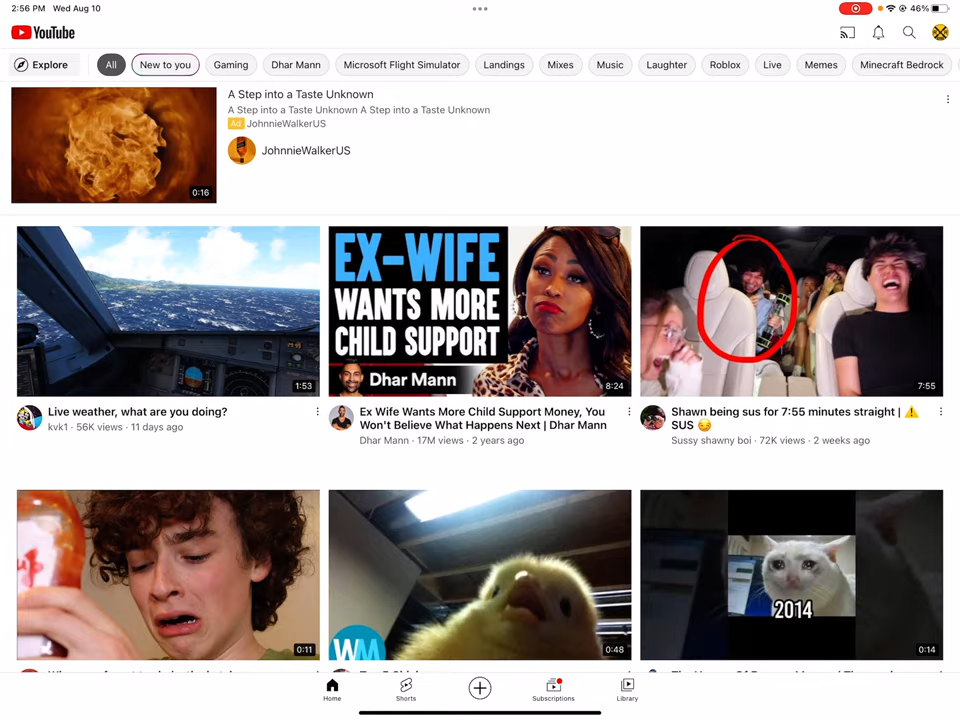 2:56 PM Wed Aug 10
46%
YouTube
Explore
All
New to you
Gaming
Dhar Mann
Microsoft Flight Simulator
Landings
Mixes
Music
Laughter
Roblox
Live
Memes
Minecraft Bedrock
0:16
A Step into a Taste Unknown
A Step into a Taste Unknown A Step into a Taste Unknown
Ad JohnnieWalkerUS
JohnnieWalkerUS
1:53
Live weather, what are you doing?
kvk1 · 56K views · 11 days ago
EX-WIFE
WANTS MORE
CHILD SUPPORT
Dhar Mann
8:24
Ex Wife Wants More Child Support Money, You
Won't Believe What Happens Next | Dhar Mann
Dhar Mann · 17M views · 2 years ago
7:55
Shawn being sus for 7:55 minutes straight | ⚠️
SUS 😏
Sussy shawny boi · 72K views · 2 weeks ago
0:11
WM
0:48
2014
0:14
Home
Shorts
Subscriptions
Library